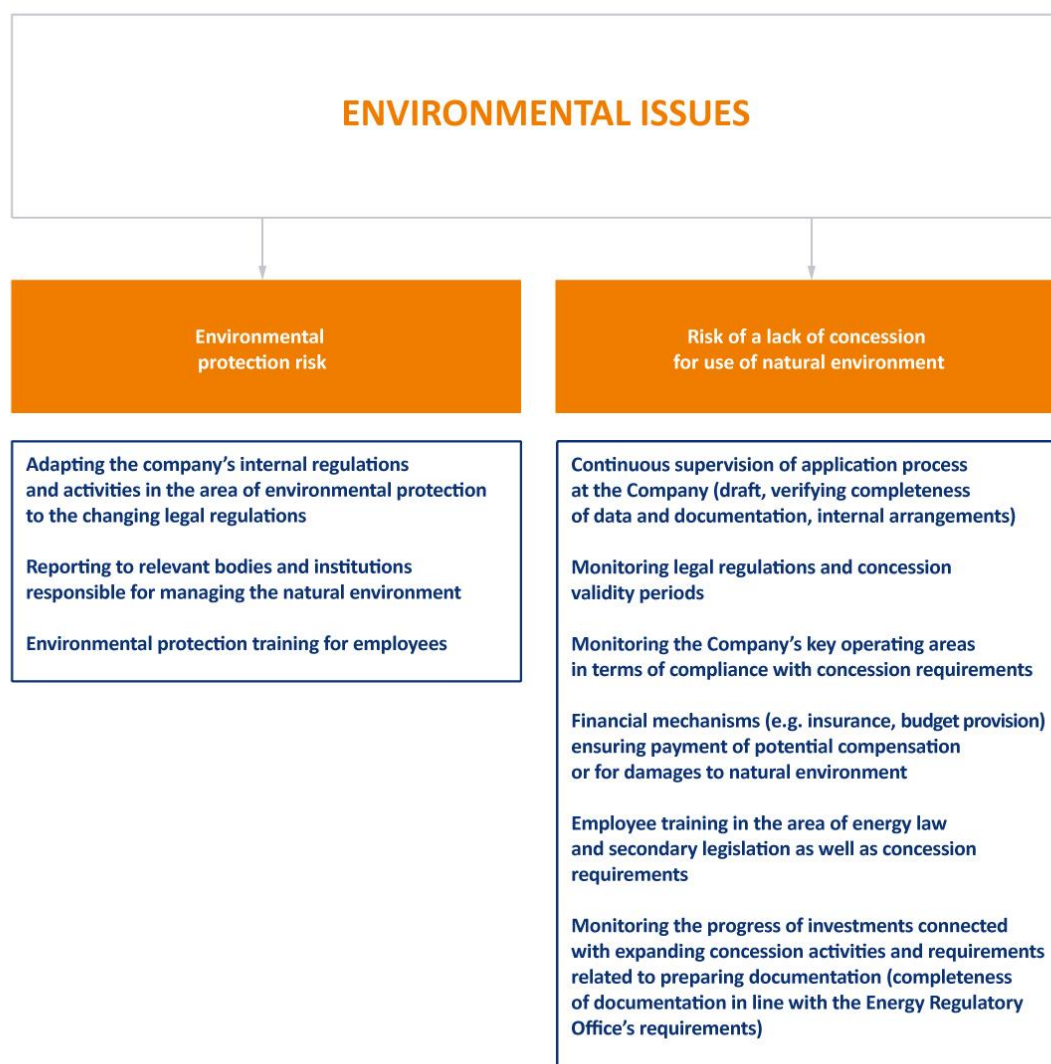 ENVIRONMENTAL ISSUES
Environmental
protection risk
Adapting the company's internal regulations
and activities in the area of environmental protection
to the changing legal regulations
Reporting to relevant bodies and institutions
responsible for managing the natural environment
Environmental protection training for employees
Risk of a lack of concession
for use of natural environment
Continuous supervision of application process
at the Company (draft, verifying completeness
of data and documentation, internal arrangements)
Monitoring legal regulations and concession
validity periods
Monitoring the Company's key operating areas
in terms of compliance with concession requirements
Financial mechanisms (e.g. insurance, budget provision)
ensuring payment of potential compensation
or for damages to natural environment
Employee training in the area of energy law
and secondary legislation as well as concession
requirements
Monitoring the progress of investments connected
with expanding concession activities and requirements
related to preparing documentation (completeness
of documentation in line with the Energy Regulatory
Office's requirements)